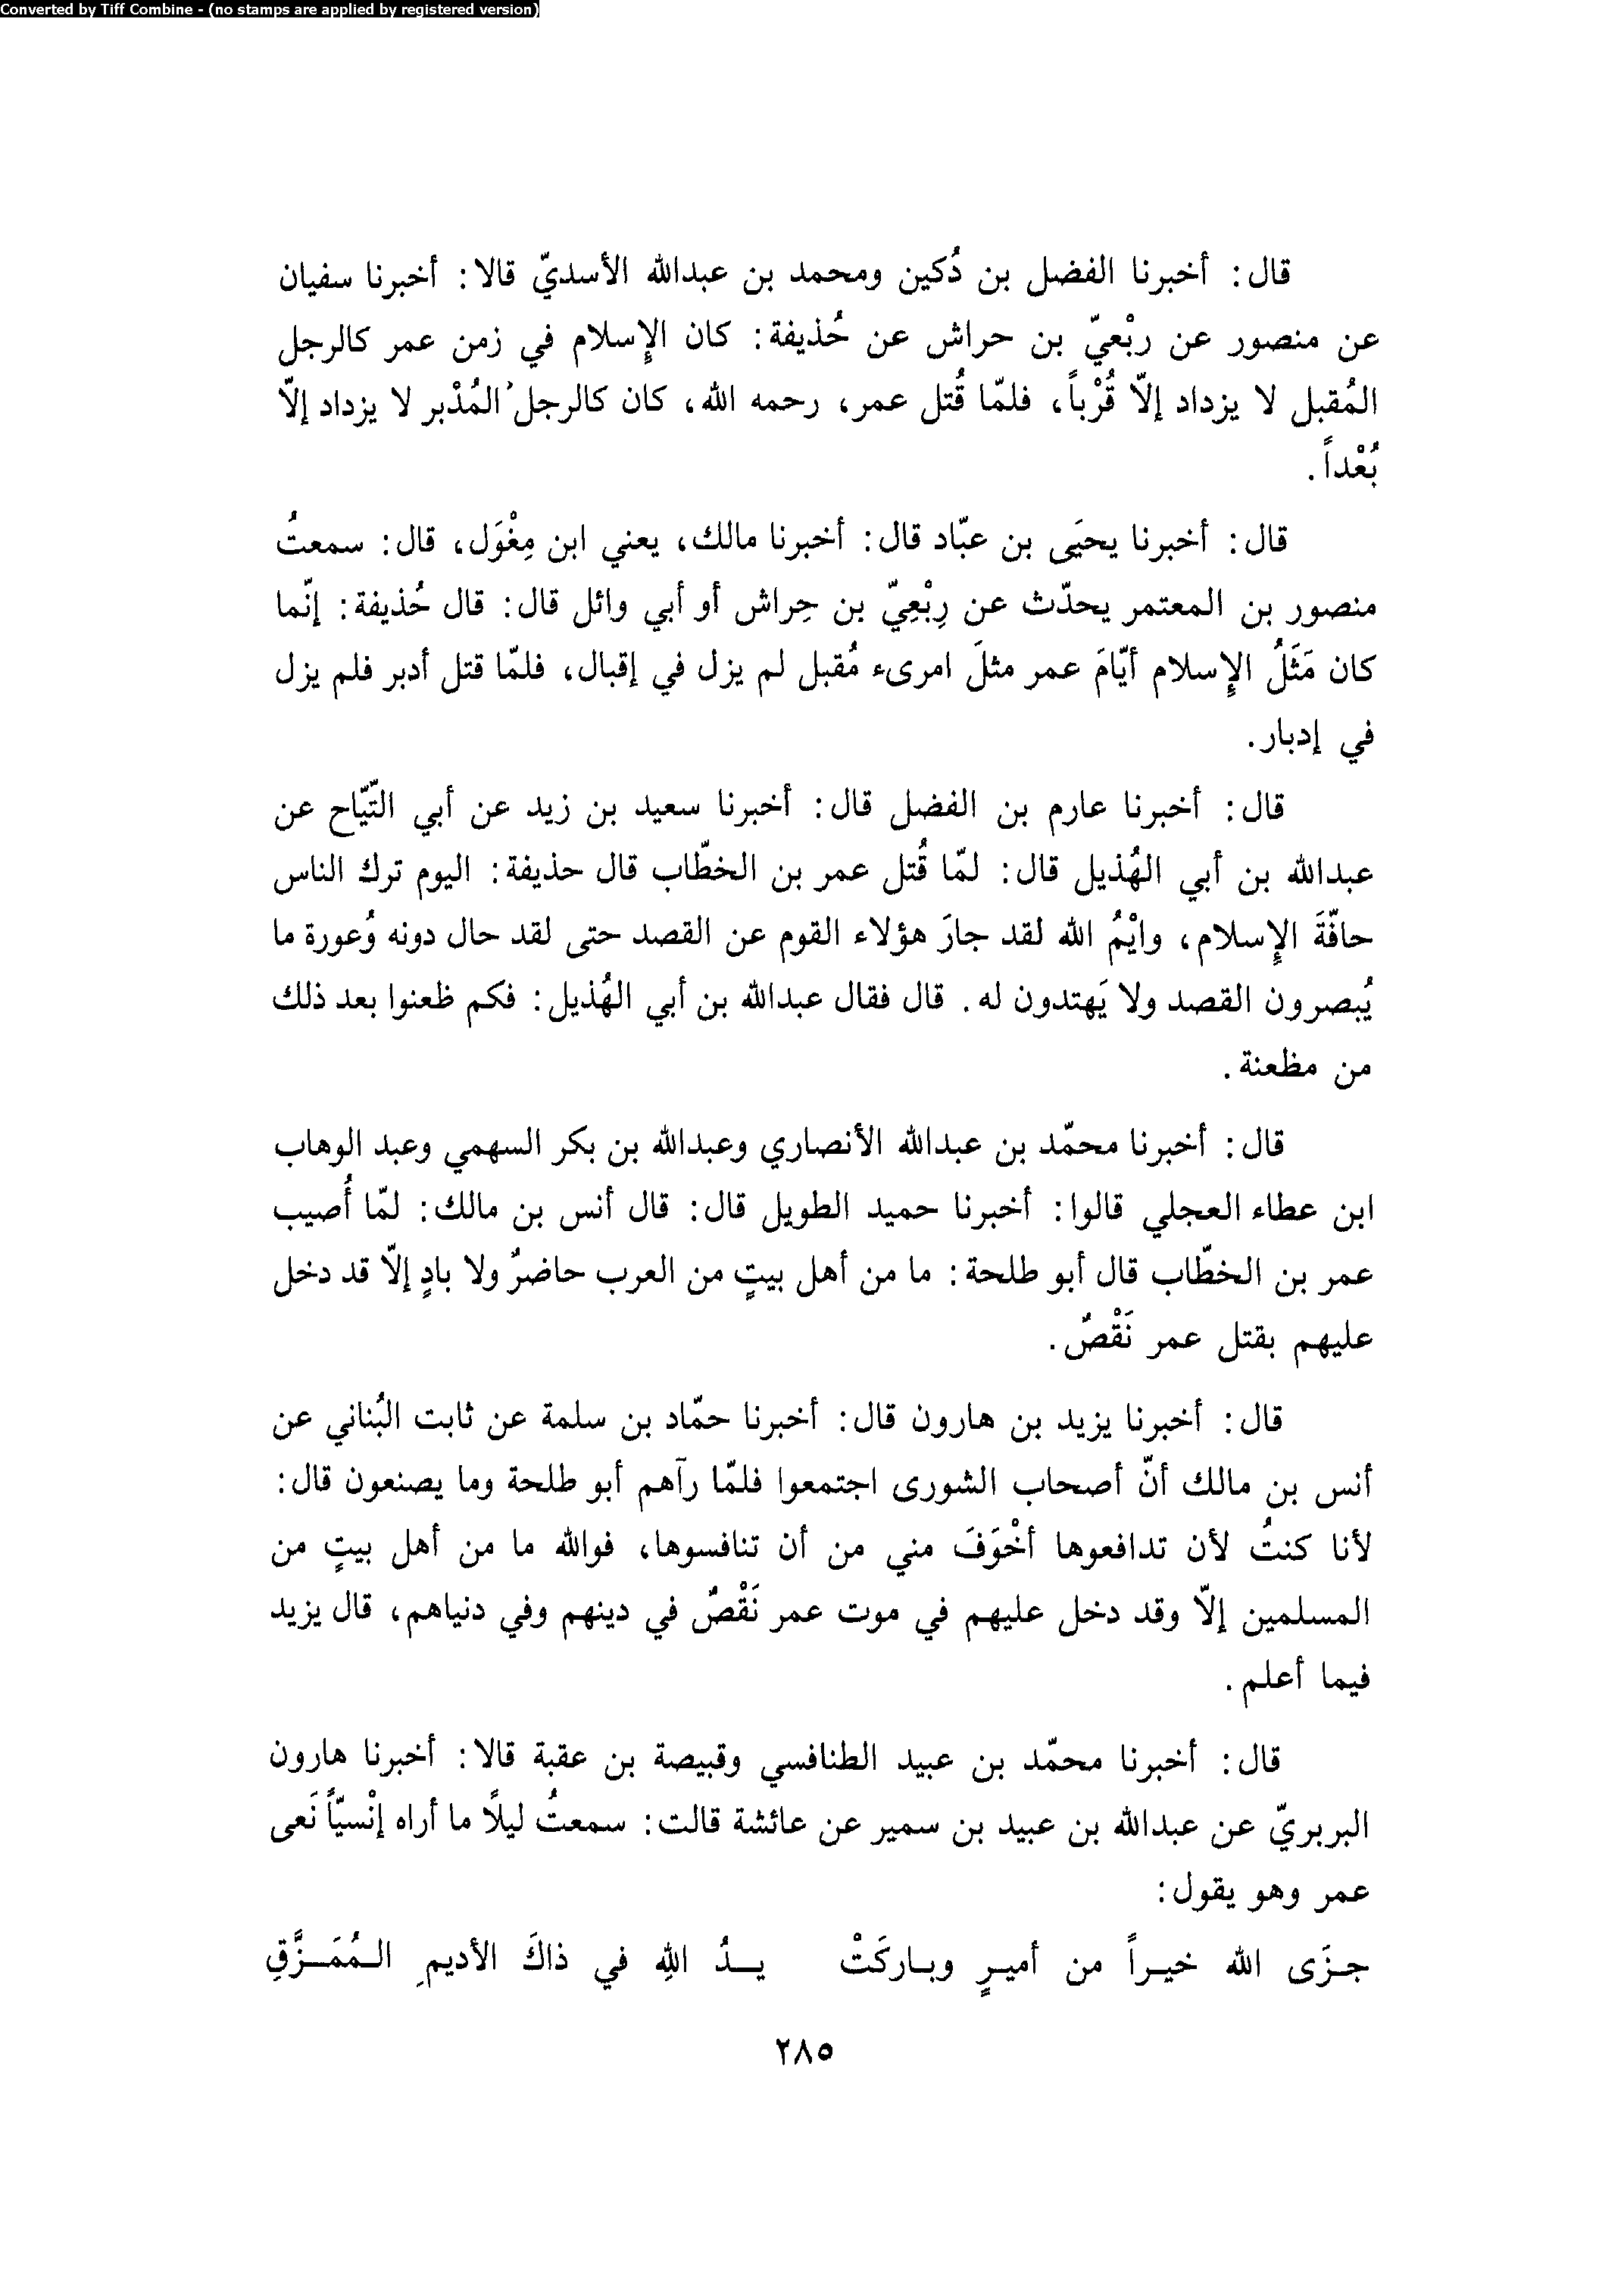 Converted by Tiff Combine - (no stamps are applied by registered version)
قال: أخبرنا الفضل بن دُكين ومحمد بن عبدالله الأسديّ قالا: أخبرنا سفيان
عن منصور عن ربْعيّ بن حراش عن حُذيفة: كان الإِسلام في زمن عمر كالرجل
المُقبل لا يزداد إلاّ قُرْباً، فلمّا قُتل عمر، رحمه الله، كان كالرجل المُدْبر لا يزداد إلاّ
بُعْداً.
قال: أخبرنا يحيَى بن عبّاد قال: أخبرنا مالك، يعني ابن مِغْوَل، قال: سمعتُ
منصور بن المعتمر يحدّث عن رِبْعِيّ بن حِراش أو أبي وائل قال: قال حُذيفة: إنّما
كان مَثَلُ الإِسلام أيّامَ عمر مثلَ امرىء مُقبل لم يزل في إقبال، فلمّا قتل أدبر فلم يزل
في إدبار.
قال: أخبرنا عارم بن الفضل قال: أخبرنا سعيد بن زيد عن أبي التّيّاح عن
عبدالله بن أبي الهُذيل قال: لمّا قُتل عمر بن الخطّاب قال حذيفة: اليوم ترك الناس
حافّةَ الإِسلام، وايْمُ الله لقد جارَ هؤلاء القوم عن القصد حتى لقد حال دونه وُعورة ما
يُبصرون القصد ولا يَهتدون له. قال فقال عبدالله بن أبي الهُذيل: فكم ظعنوا بعد ذلك
من مظعنة.
قال: أخبرنا محمّد بن عبدالله الأنصاري وعبدالله بن بكر السهمي وعبد الوهاب
ابن عطاء العجلي قالوا: أخبرنا حميد الطويل قال: قال أنس بن مالك: لمّا أُصيب
عمر بن الخطّاب قال أبو طلحة: ما من أهل بيتٍ من العرب حاضرٌ ولا بادٍ إلاّ قد دخل
عليهم بقتل عمر نَقْصٌ.
قال: أخبرنا يزيد بن هارون قال: أخبرنا حمّاد بن سلمة عن ثابت البُناني عن
أنس بن مالك أنّ أصحاب الشورى اجتمعوا فلمّا رآهم أبو طلحة وما يصنعون قال:
لأنا كنتُ لأن تدافعوها أخْوَفَ مني من أن تنافسوها، فوالله ما من أهل بيتٍ من
المسلمين إلاّ وقد دخل عليهم في موت عمر نَقْصٌ في دينهم وفي دنياهم، قال يزيد
فيما أعلم.
قال: أخبرنا محمّد بن عبيد الطنافسي وقبيصة بن عقبة قالا: أخبرنا هارون
البربريّ عن عبدالله بن عبيد بن سمير عن عائشة قالت: سمعتُ ليلًا ما أراه إنْسيّاً نَعى
عمر وهو يقول:
جـزَى الله خيـراً من أميـرٍ وبـاركَتْ يــدُ اللهِ في ذاكَ الأديمِ الـمُمَــزَّقِ
٢٨٥